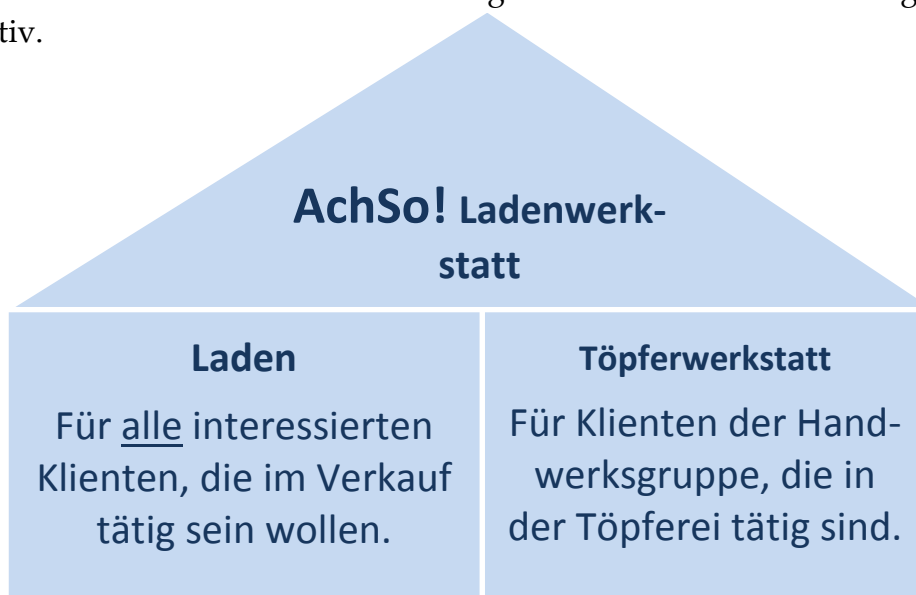 tiv.
AchSo! Ladenwerk-
statt
Laden
Für alle interessierten
Klienten, die im Verkauf
tätig sein wollen.
Töpferwerkstatt
Für Klienten der Hand-
werksgruppe, die in
der Töpferei tätig sind.